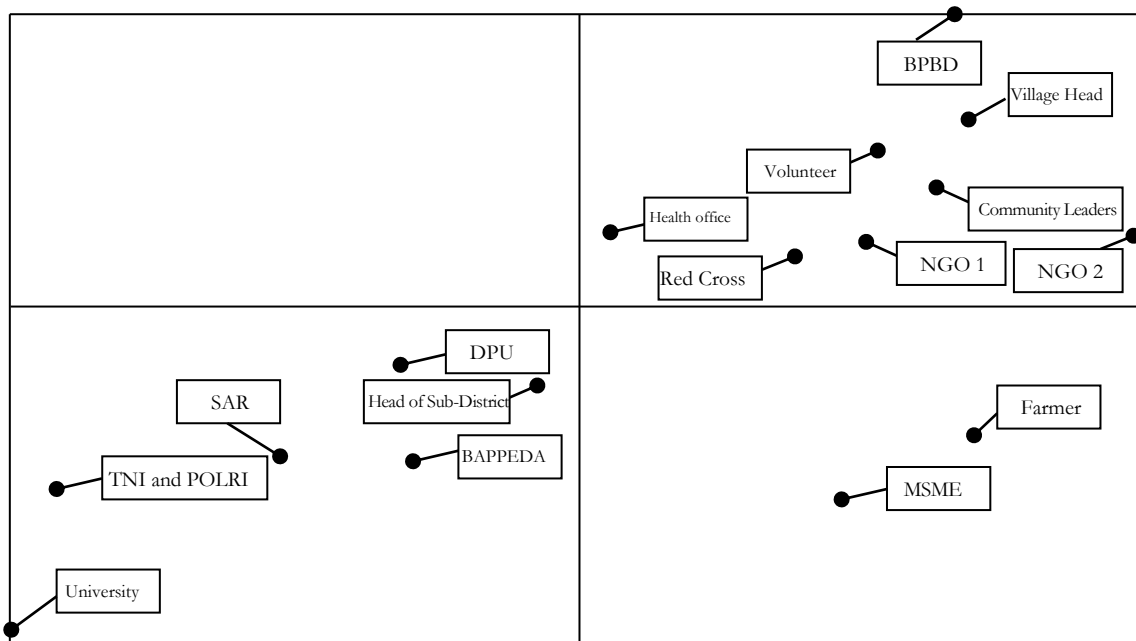 BPBD
Village Head
Volunteer
Community Leaders
Health office
NGO 1
NGO 2
Red Cross
DPU
Head of Sub-District
SAR
Farmer
BAPPEDA
TNI and POLRI
MSME
University